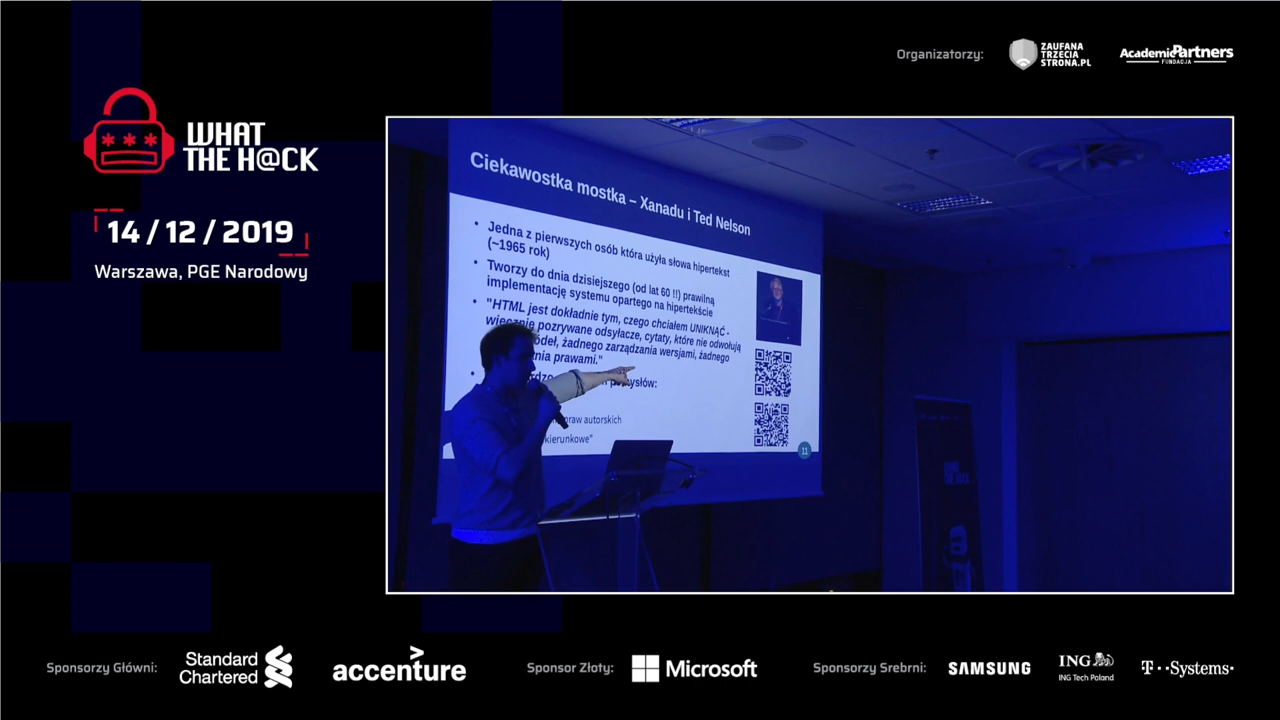 Organizatorzy:
ZAUFANA
TRZECIA
STRONA.PL
AcademicPartners
FUNDACJA
WHAT
THE H@CK
14 / 12 / 2019
Warszawa, PGE Narodowy
Ciekawostka mostka – Xanadu i Ted Nelson
• Jedna z pierwszych osób która użyła słowa hipertekst
(~1965 rok)
• Tworzy do dnia dzisiejszego (od lat 60 !!) prawilną
implementację systemu opartego na hipertekście
• "HTML jest dokładnie tym, czego chciałem UNIKNĄĆ -
wiecznie pozrywane odsyłacze, cytaty, które nie odwołują
żadnego zarządzania wersjami, żadnego
prawami."
praw autorskich
kierunkowe"
11
Sponsorzy Główni:
Standard
Chartered
accenture
Sponsor Złoty:
Microsoft
Sponsorzy Srebrni:
SAMSUNG
ING
ING Tech Poland
T··Systems·